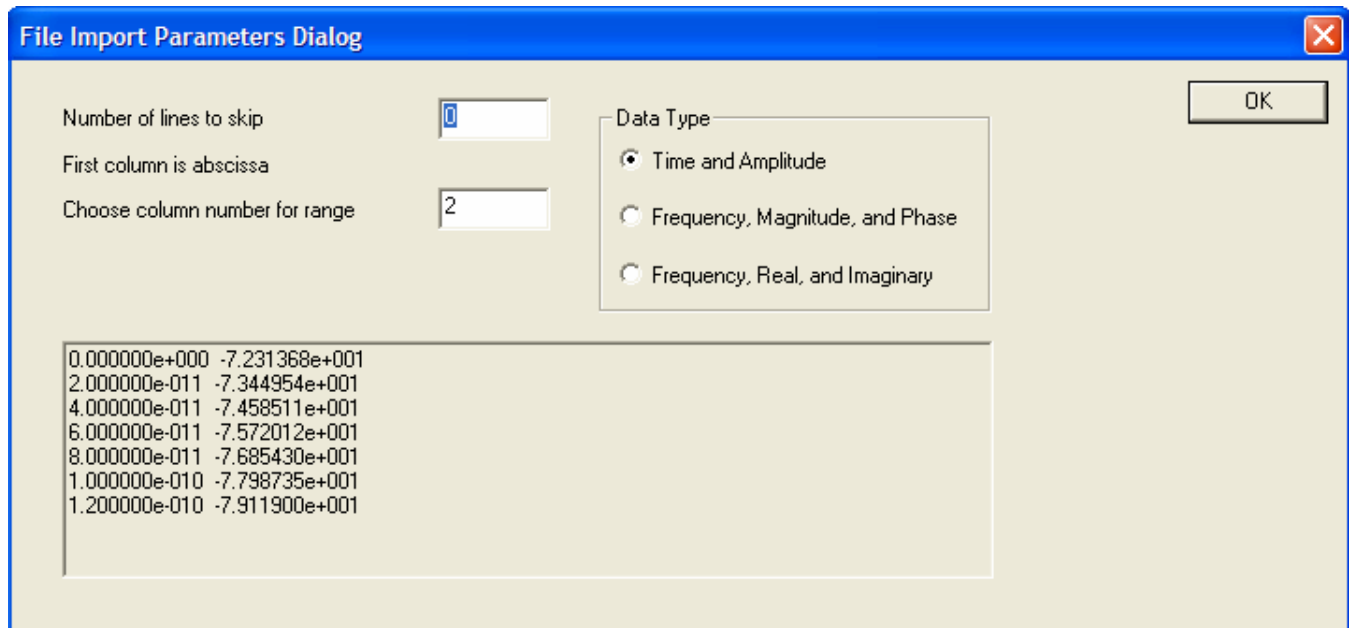 File Import Parameters Dialog
OK
Number of lines to skip 0
First column is abscissa
Choose column number for range 2
Data Type
Time and Amplitude
Frequency, Magnitude, and Phase
Frequency, Real, and Imaginary
0.000000e+000 -7.231368e+001
2.000000e-011 -7.344954e+001
4.000000e-011 -7.458511e+001
6.000000e-011 -7.572012e+001
8.000000e-011 -7.685430e+001
1.000000e-010 -7.798735e+001
1.200000e-010 -7.911900e+001